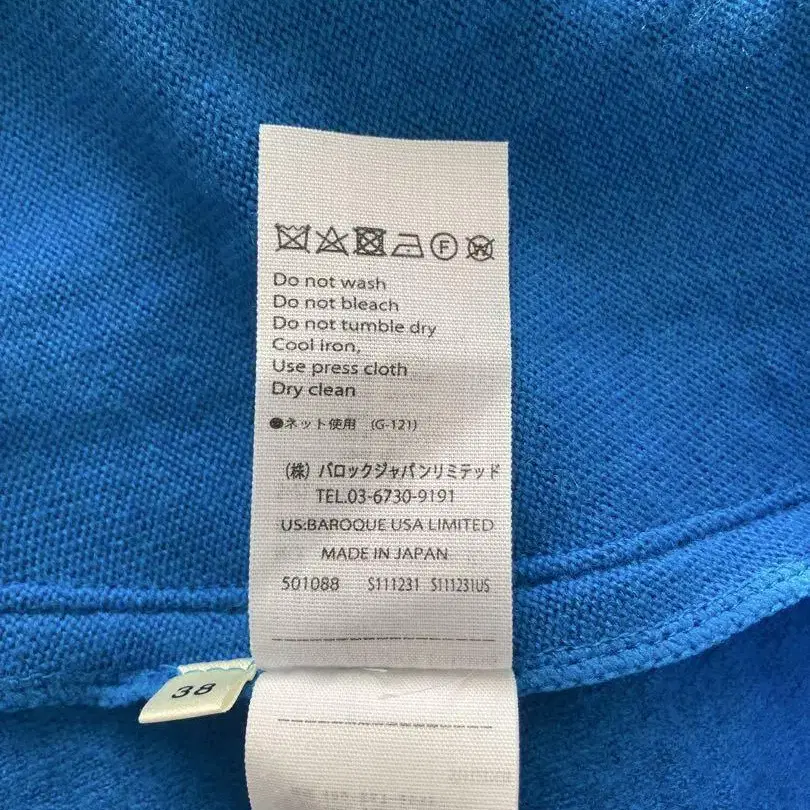 F W
Do not wash
Do not bleach
Do not tumble dry
Cool iron,
Use press cloth
Dry clean
●ネット使用 (G-121)
(株) バロックジャパンリミテッド
TEL.03-6730-9191
US:BAROQUE USA LIMITED
MADE IN JAPAN
501088 S111231 S111231US
38